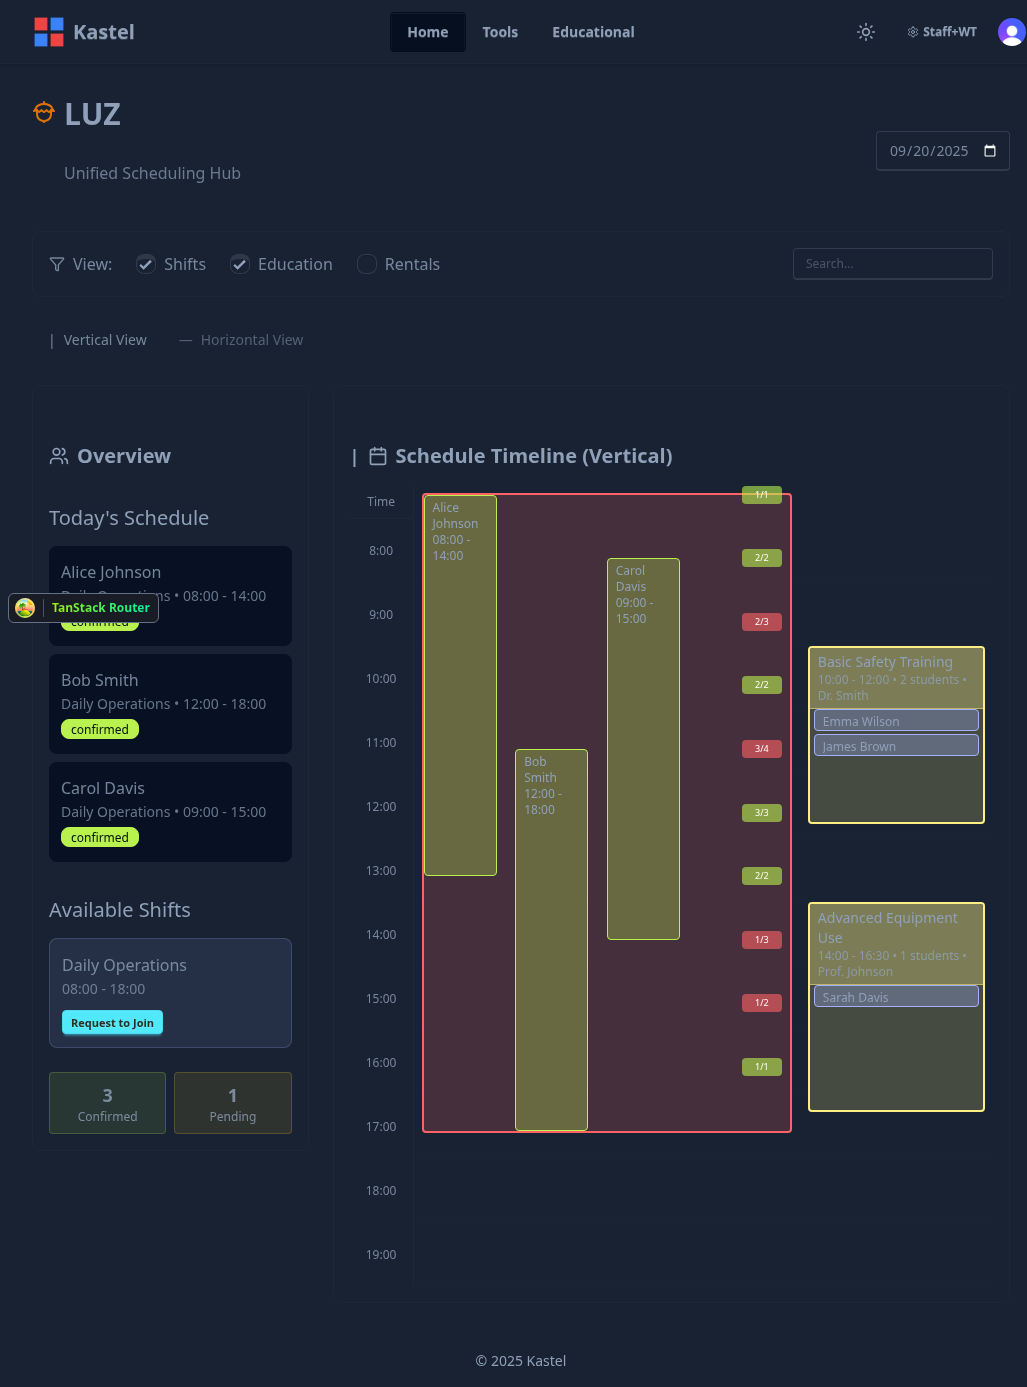 Kastel
Home
Tools
Educational
Staff+WT
LUZ
Unified Scheduling Hub
09/20/2025
View:
Shifts
Education
Rentals
Search...
| Vertical View
— Horizontal View
Overview
Today's Schedule
Alice Johnson
Daily Operations • 08:00 - 14:00
confirmed
TanStack Router
Bob Smith
Daily Operations • 12:00 - 18:00
confirmed
Carol Davis
Daily Operations • 09:00 - 15:00
confirmed
Available Shifts
Daily Operations
08:00 - 18:00
Request to Join
3
Confirmed
1
Pending
| Schedule Timeline (Vertical)
Time
8:00
9:00
10:00
11:00
12:00
13:00
14:00
15:00
16:00
17:00
18:00
19:00
Alice
Johnson
08:00 -
14:00
Bob
Smith
12:00 -
18:00
Carol
Davis
09:00 -
15:00
1/1
2/2
2/3
2/2
3/4
3/3
2/2
1/3
1/2
1/1
Basic Safety Training
10:00 - 12:00 • 2 students •
Dr. Smith
Emma Wilson
James Brown
Advanced Equipment
Use
14:00 - 16:30 • 1 students •
Prof. Johnson
Sarah Davis
© 2025 Kastel